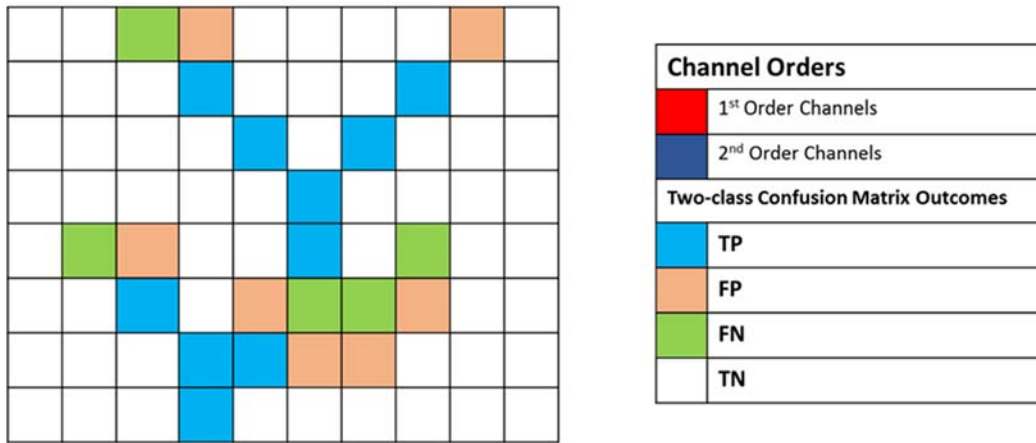 Channel Orders
1st Order Channels
2nd Order Channels
Two-class Confusion Matrix Outcomes
TP
FP
FN
TN